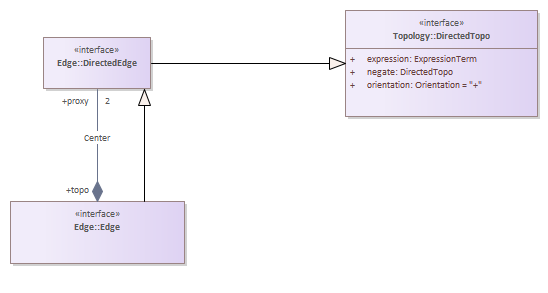 «interface»
Topology::DirectedTopo
+ expression: ExpressionTerm
+ negate: DirectedTopo
+ orientation: Orientation = "+"
«interface»
Edge::DirectedEdge
+proxy 2
Center
+topo
«interface»
Edge::Edge